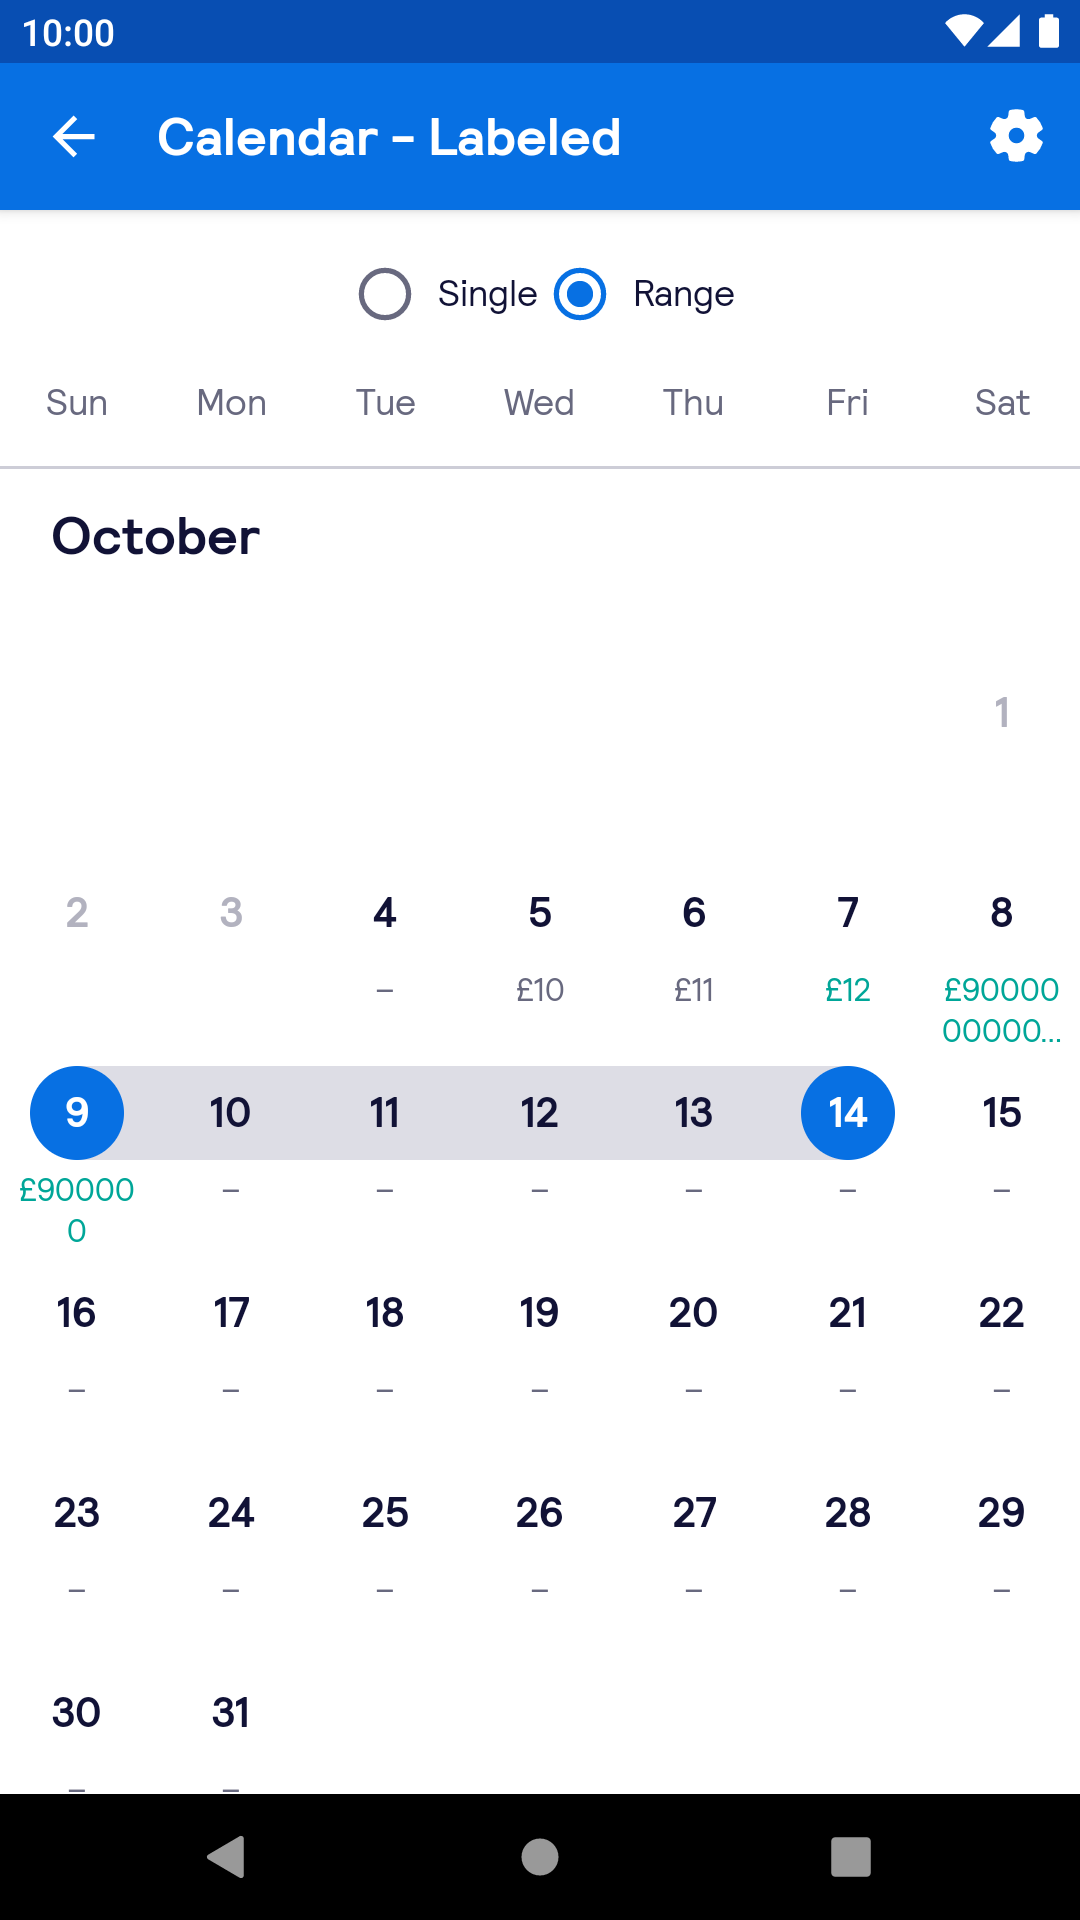 10:00
Calendar – Labeled
Single Range
Sun Mon Tue Wed Thu Fri Sat
October
1
2 3 4 5 6 7 8
– £10 £11 £12 £90000
00000...
9 10 11 12 13 14 15
£90000 – – – – – –
0
16 17 18 19 20 21 22
– – – – – – –
23 24 25 26 27 28 29
– – – – – – –
30 31
– –